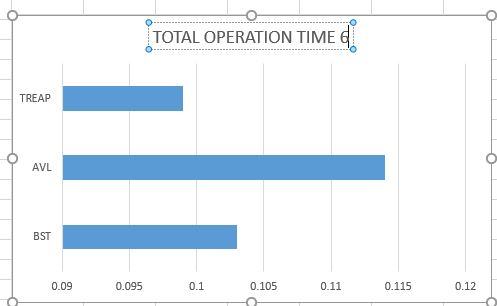 TOTAL OPERATION TIME 6
TREAP
AVL
BST
0.09 0.095 0.1 0.105 0.11 0.115 0.12